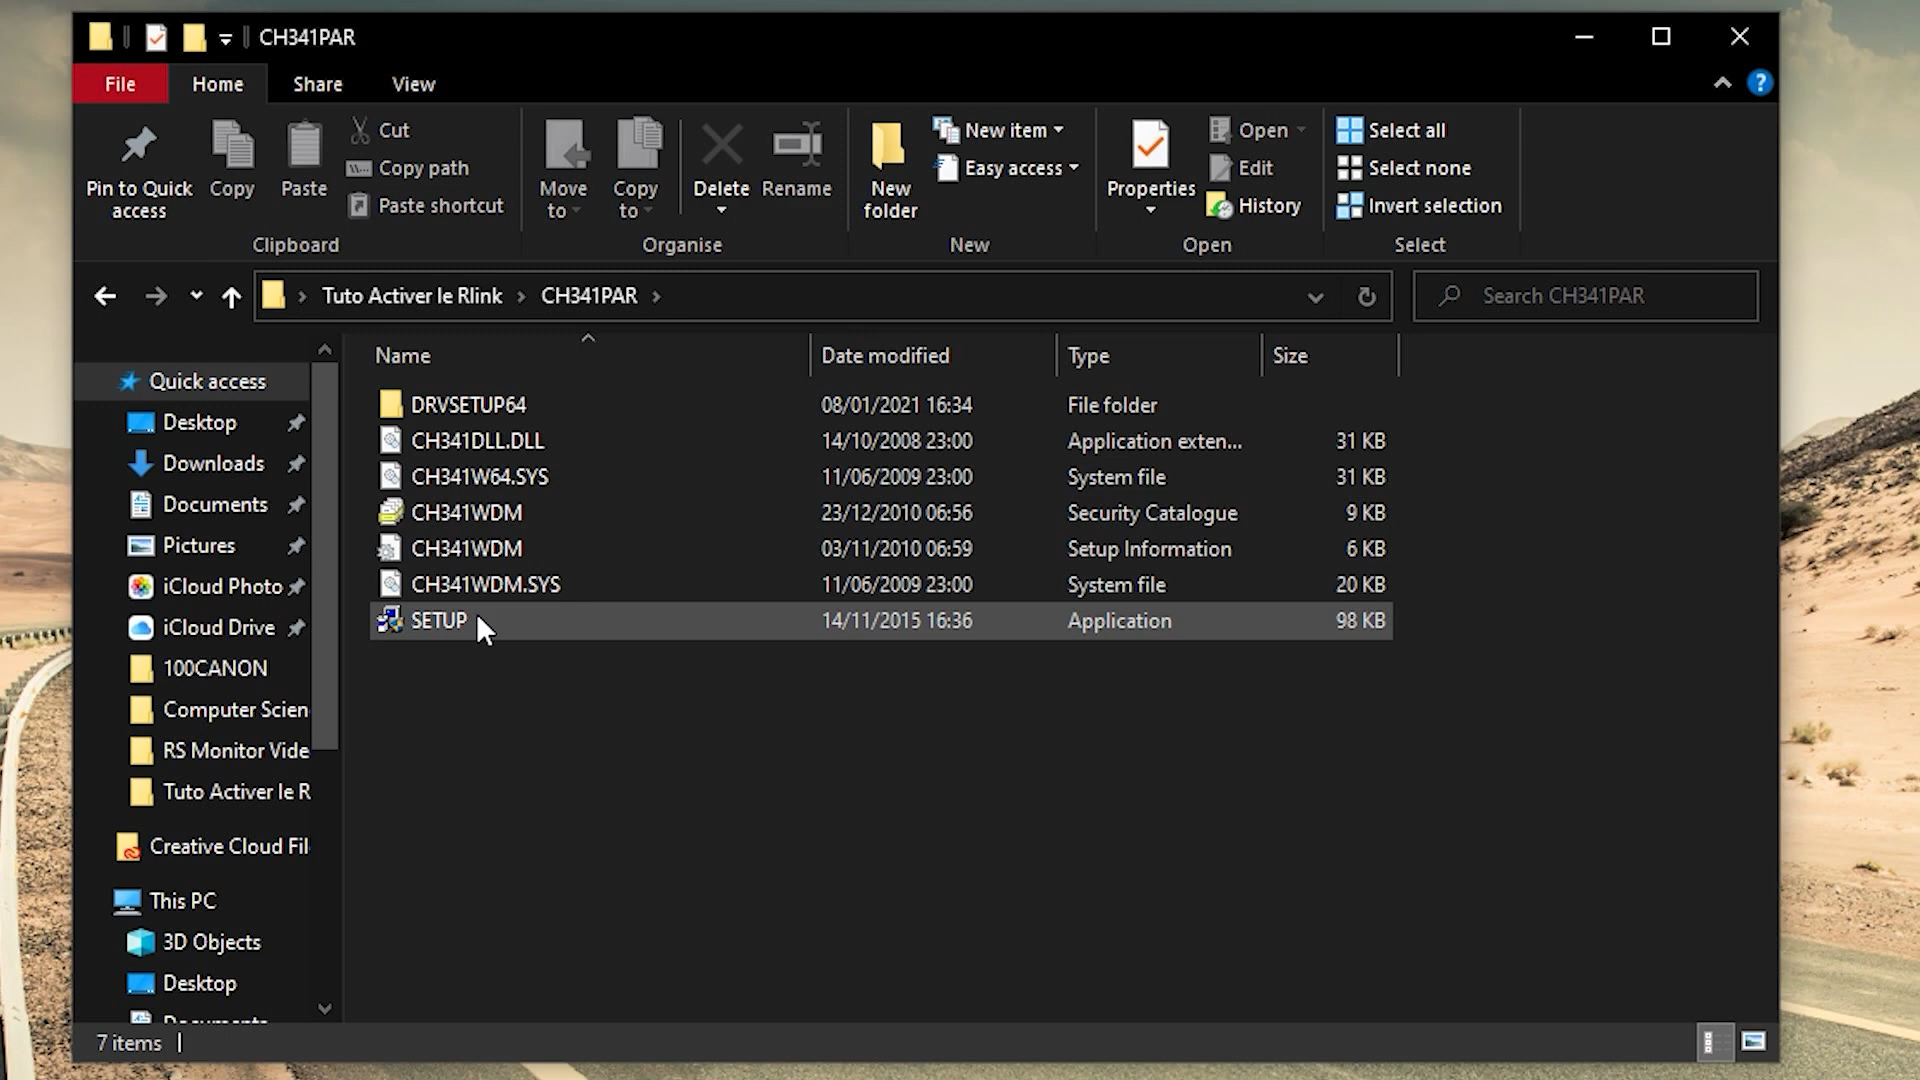 CH341PAR
File Home Share View
Pin to Quick access
Copy
Paste
Cut
Copy path
Paste shortcut
Clipboard
Move to
Copy to
Delete
Rename
Organise
New folder
New item
Easy access
New
Properties
Open
Edit
History
Open
Select all
Select none
Invert selection
Select
Tuto Activer le Rlink > CH341PAR >
Search CH341PAR
Quick access
Desktop
Downloads
Documents
Pictures
iCloud Photo
iCloud Drive
100CANON
Computer Scien
RS Monitor Vide
Tuto Activer le R
Creative Cloud Fil
This PC
3D Objects
Desktop
Documents
Name Date modified Type Size
DRVSETUP64 08/01/2021 16:34 File folder
CH341DLL.DLL 14/10/2008 23:00 Application exten... 31 KB
CH341W64.SYS 11/06/2009 23:00 System file 31 KB
CH341WDM 23/12/2010 06:56 Security Catalogue 9 KB
CH341WDM 03/11/2010 06:59 Setup Information 6 KB
CH341WDM.SYS 11/06/2009 23:00 System file 20 KB
SETUP 14/11/2015 16:36 Application 98 KB
7 items